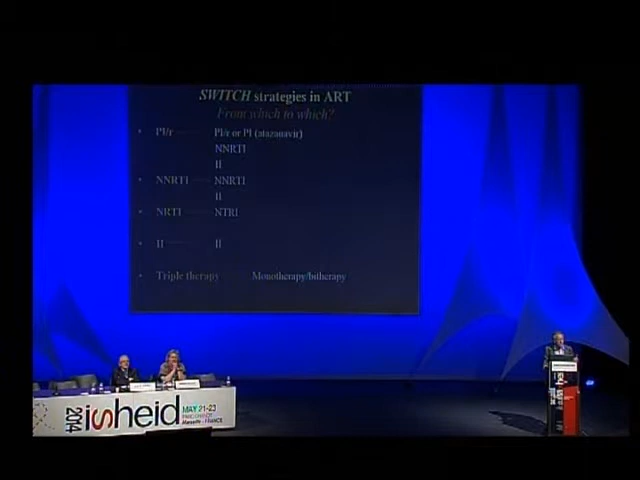 SWITCH strategies in ART
From which to which?
• PI/r PI/r or PI (atazanavir)
NNRTI
II
• NNRTI NNRTI
II
• NRTI NTRI
• II II
• Triple therapy Monotherapy/bitherapy
2014
isheid
MAY 21-23
Marseille - FRANCE